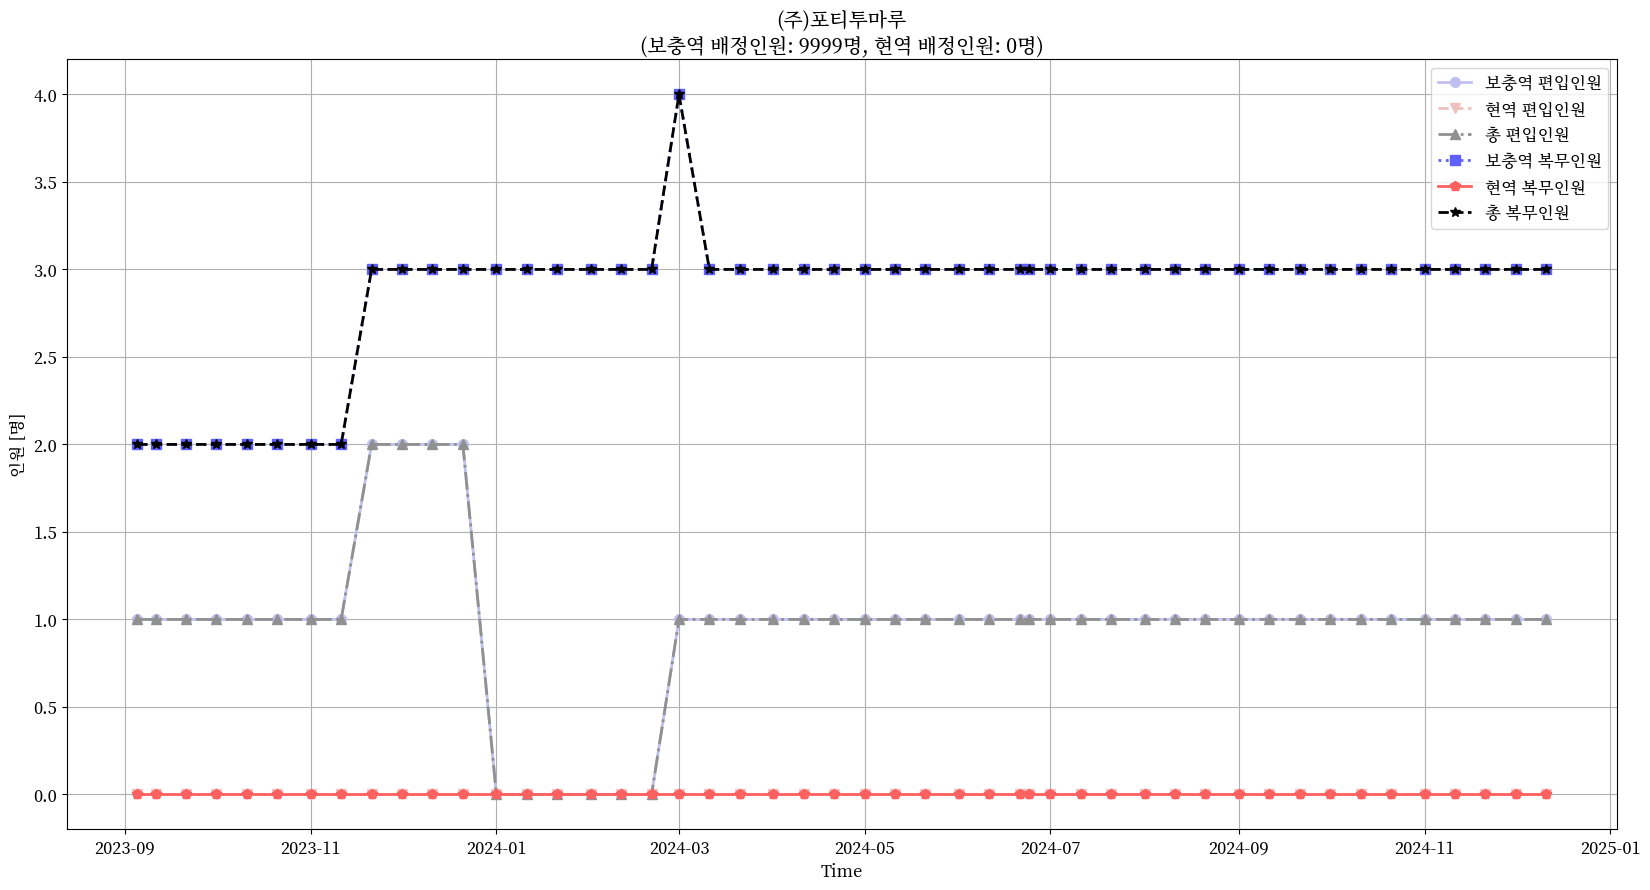 (주)포티투마루
(보충역 배정인원: 9999명, 현역 배정인원: 0명)
보충역 편입인원
현역 편입인원
총 편입인원
보충역 복무인원
현역 복무인원
총 복무인원
인원 [명]
4.0
3.5
3.0
2.5
2.0
1.5
1.0
0.5
0.0
2023-09 2023-11 2024-01 2024-03 2024-05 2024-07 2024-09 2024-11 2025-01
Time